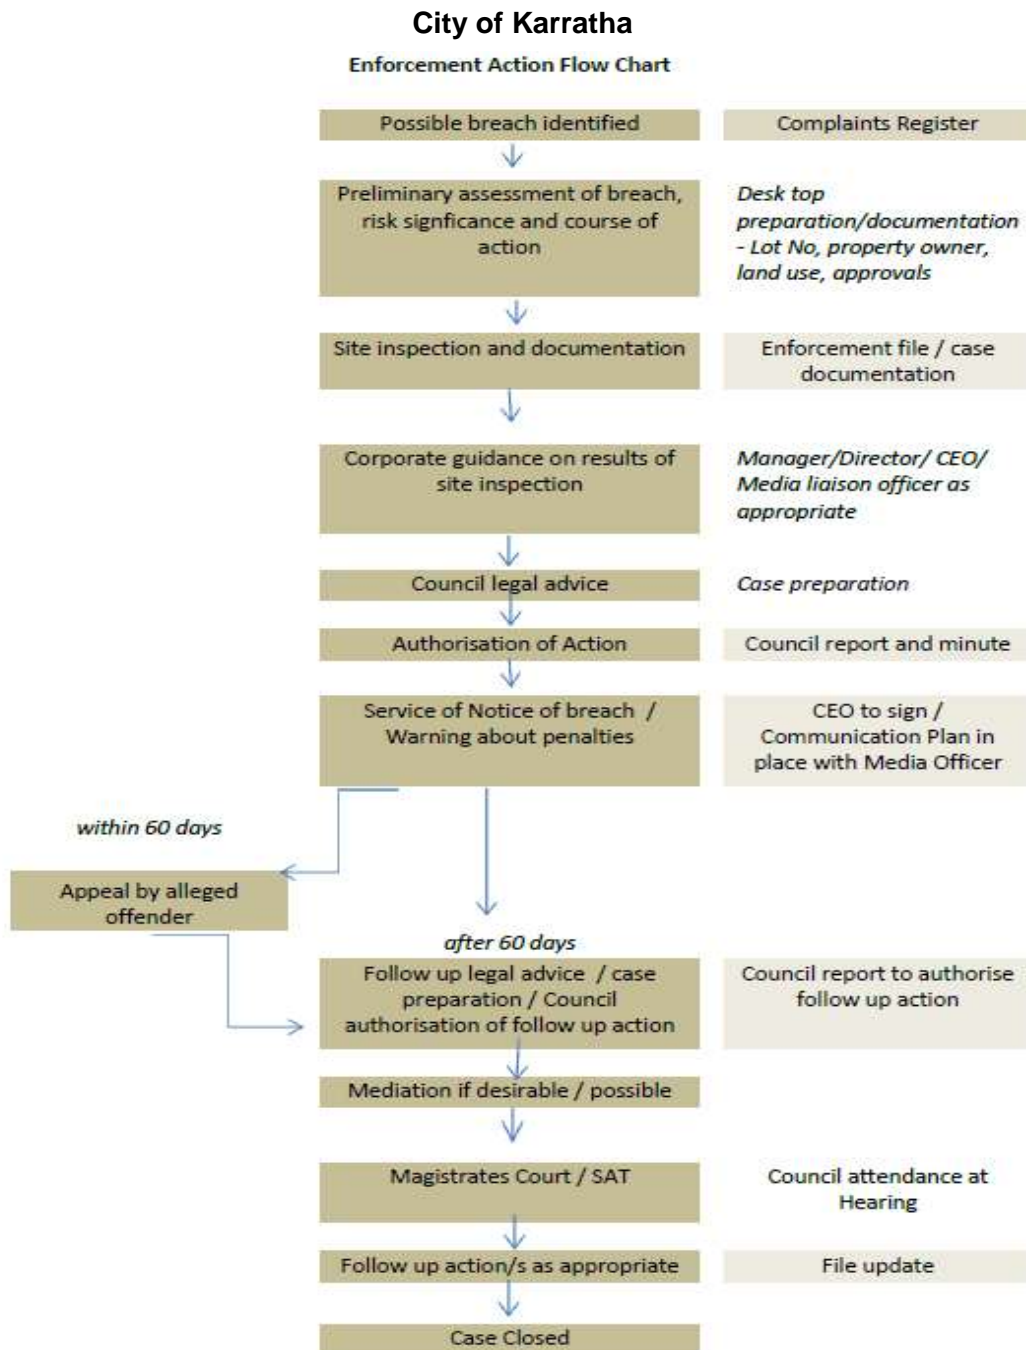 City of Karratha
Enforcement Action Flow Chart
Possible breach identified
Complaints Register
Preliminary assessment of breach,
risk signficance and course of
action
Desk top
preparation/documentation
- Lot No, property owner,
land use, approvals
Site inspection and documentation
Enforcement file / case
documentation
Corporate guidance on results of
site inspection
Manager/Director/ CEO/
Media liaison officer as
appropriate
Council legal advice
Case preparation
Authorisation of Action
Council report and minute
Service of Notice of breach /
Warning about penalties
CEO to sign /
Communication Plan in
place with Media Officer
within 60 days
Appeal by alleged
offender
after 60 days
Follow up legal advice / case
preparation / Council
authorisation of follow up action
Council report to authorise
follow up action
Mediation if desirable / possible
Magistrates Court / SAT
Council attendance at
Hearing
Follow up action/s as appropriate
File update
Case Closed